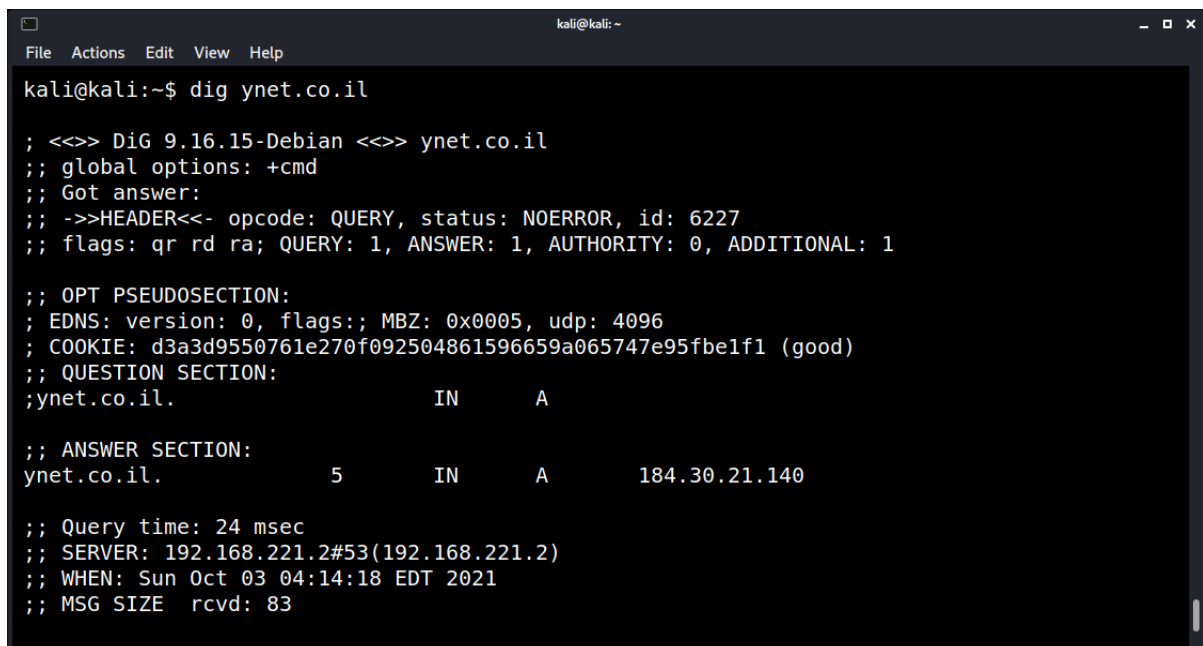 kali@kali: ~
File Actions Edit View Help
kali@kali:~$ dig ynet.co.il
; <<>> DiG 9.16.15-Debian <<>> ynet.co.il
;; global options: +cmd
;; Got answer:
;; ->>HEADER<<- opcode: QUERY, status: NOERROR, id: 6227
;; flags: qr rd ra; QUERY: 1, ANSWER: 1, AUTHORITY: 0, ADDITIONAL: 1
;; OPT PSEUDOSECTION:
; EDNS: version: 0, flags:; MBZ: 0x0005, udp: 4096
; COOKIE: d3a3d9550761e270f092504861596659a065747e95fbe1f1 (good)
;; QUESTION SECTION:
;ynet.co.il. IN A
;; ANSWER SECTION:
ynet.co.il. 5 IN A 184.30.21.140
;; Query time: 24 msec
;; SERVER: 192.168.221.2#53(192.168.221.2)
;; WHEN: Sun Oct 03 04:14:18 EDT 2021
;; MSG SIZE rcvd: 83